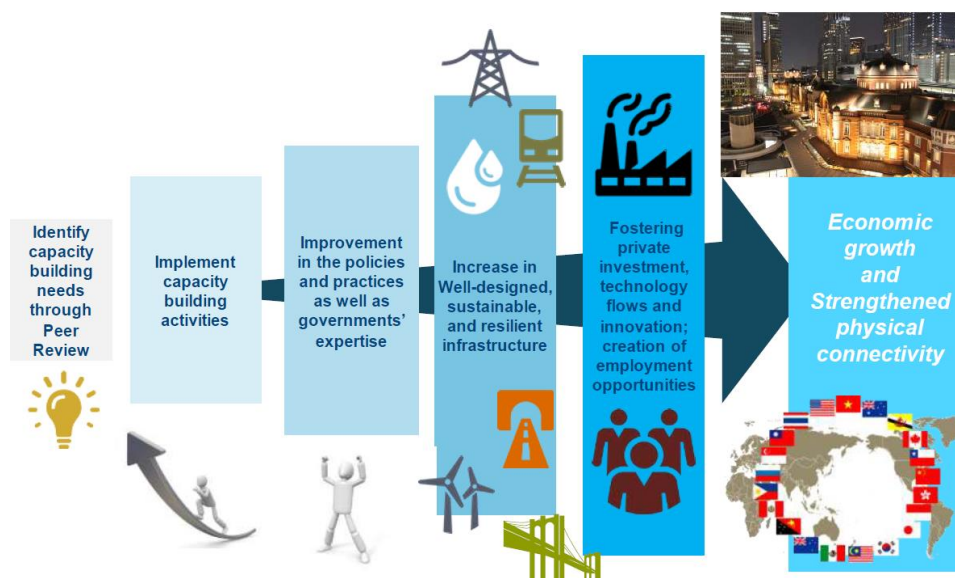 Identify
capacity
building
needs
through
Peer
Review
Implement
capacity
building
activities
Improvement
in the policies
and practices
as well as
governments’
expertise
Increase in
Well-designed,
sustainable,
and resilient
infrastructure
Fostering
private
investment,
technology
flows and
innovation;
creation of
employment
opportunities
Economic
growth
and
Strengthened
physical
connectivity